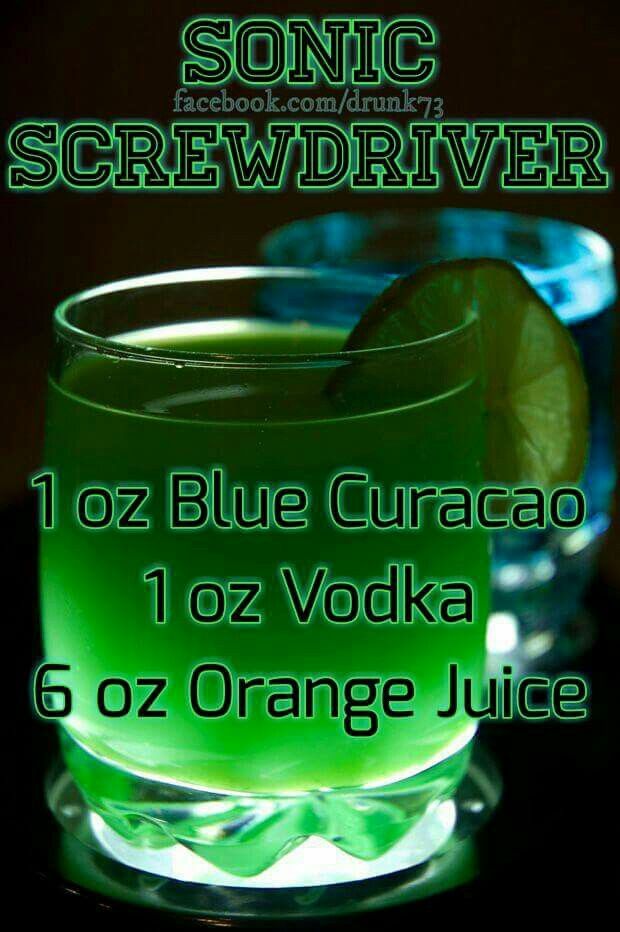 SONIC
facebook.com/drunk73
SCREWDRIVER
1 oz Blue Curacao
1 oz Vodka
6 oz Orange Juice